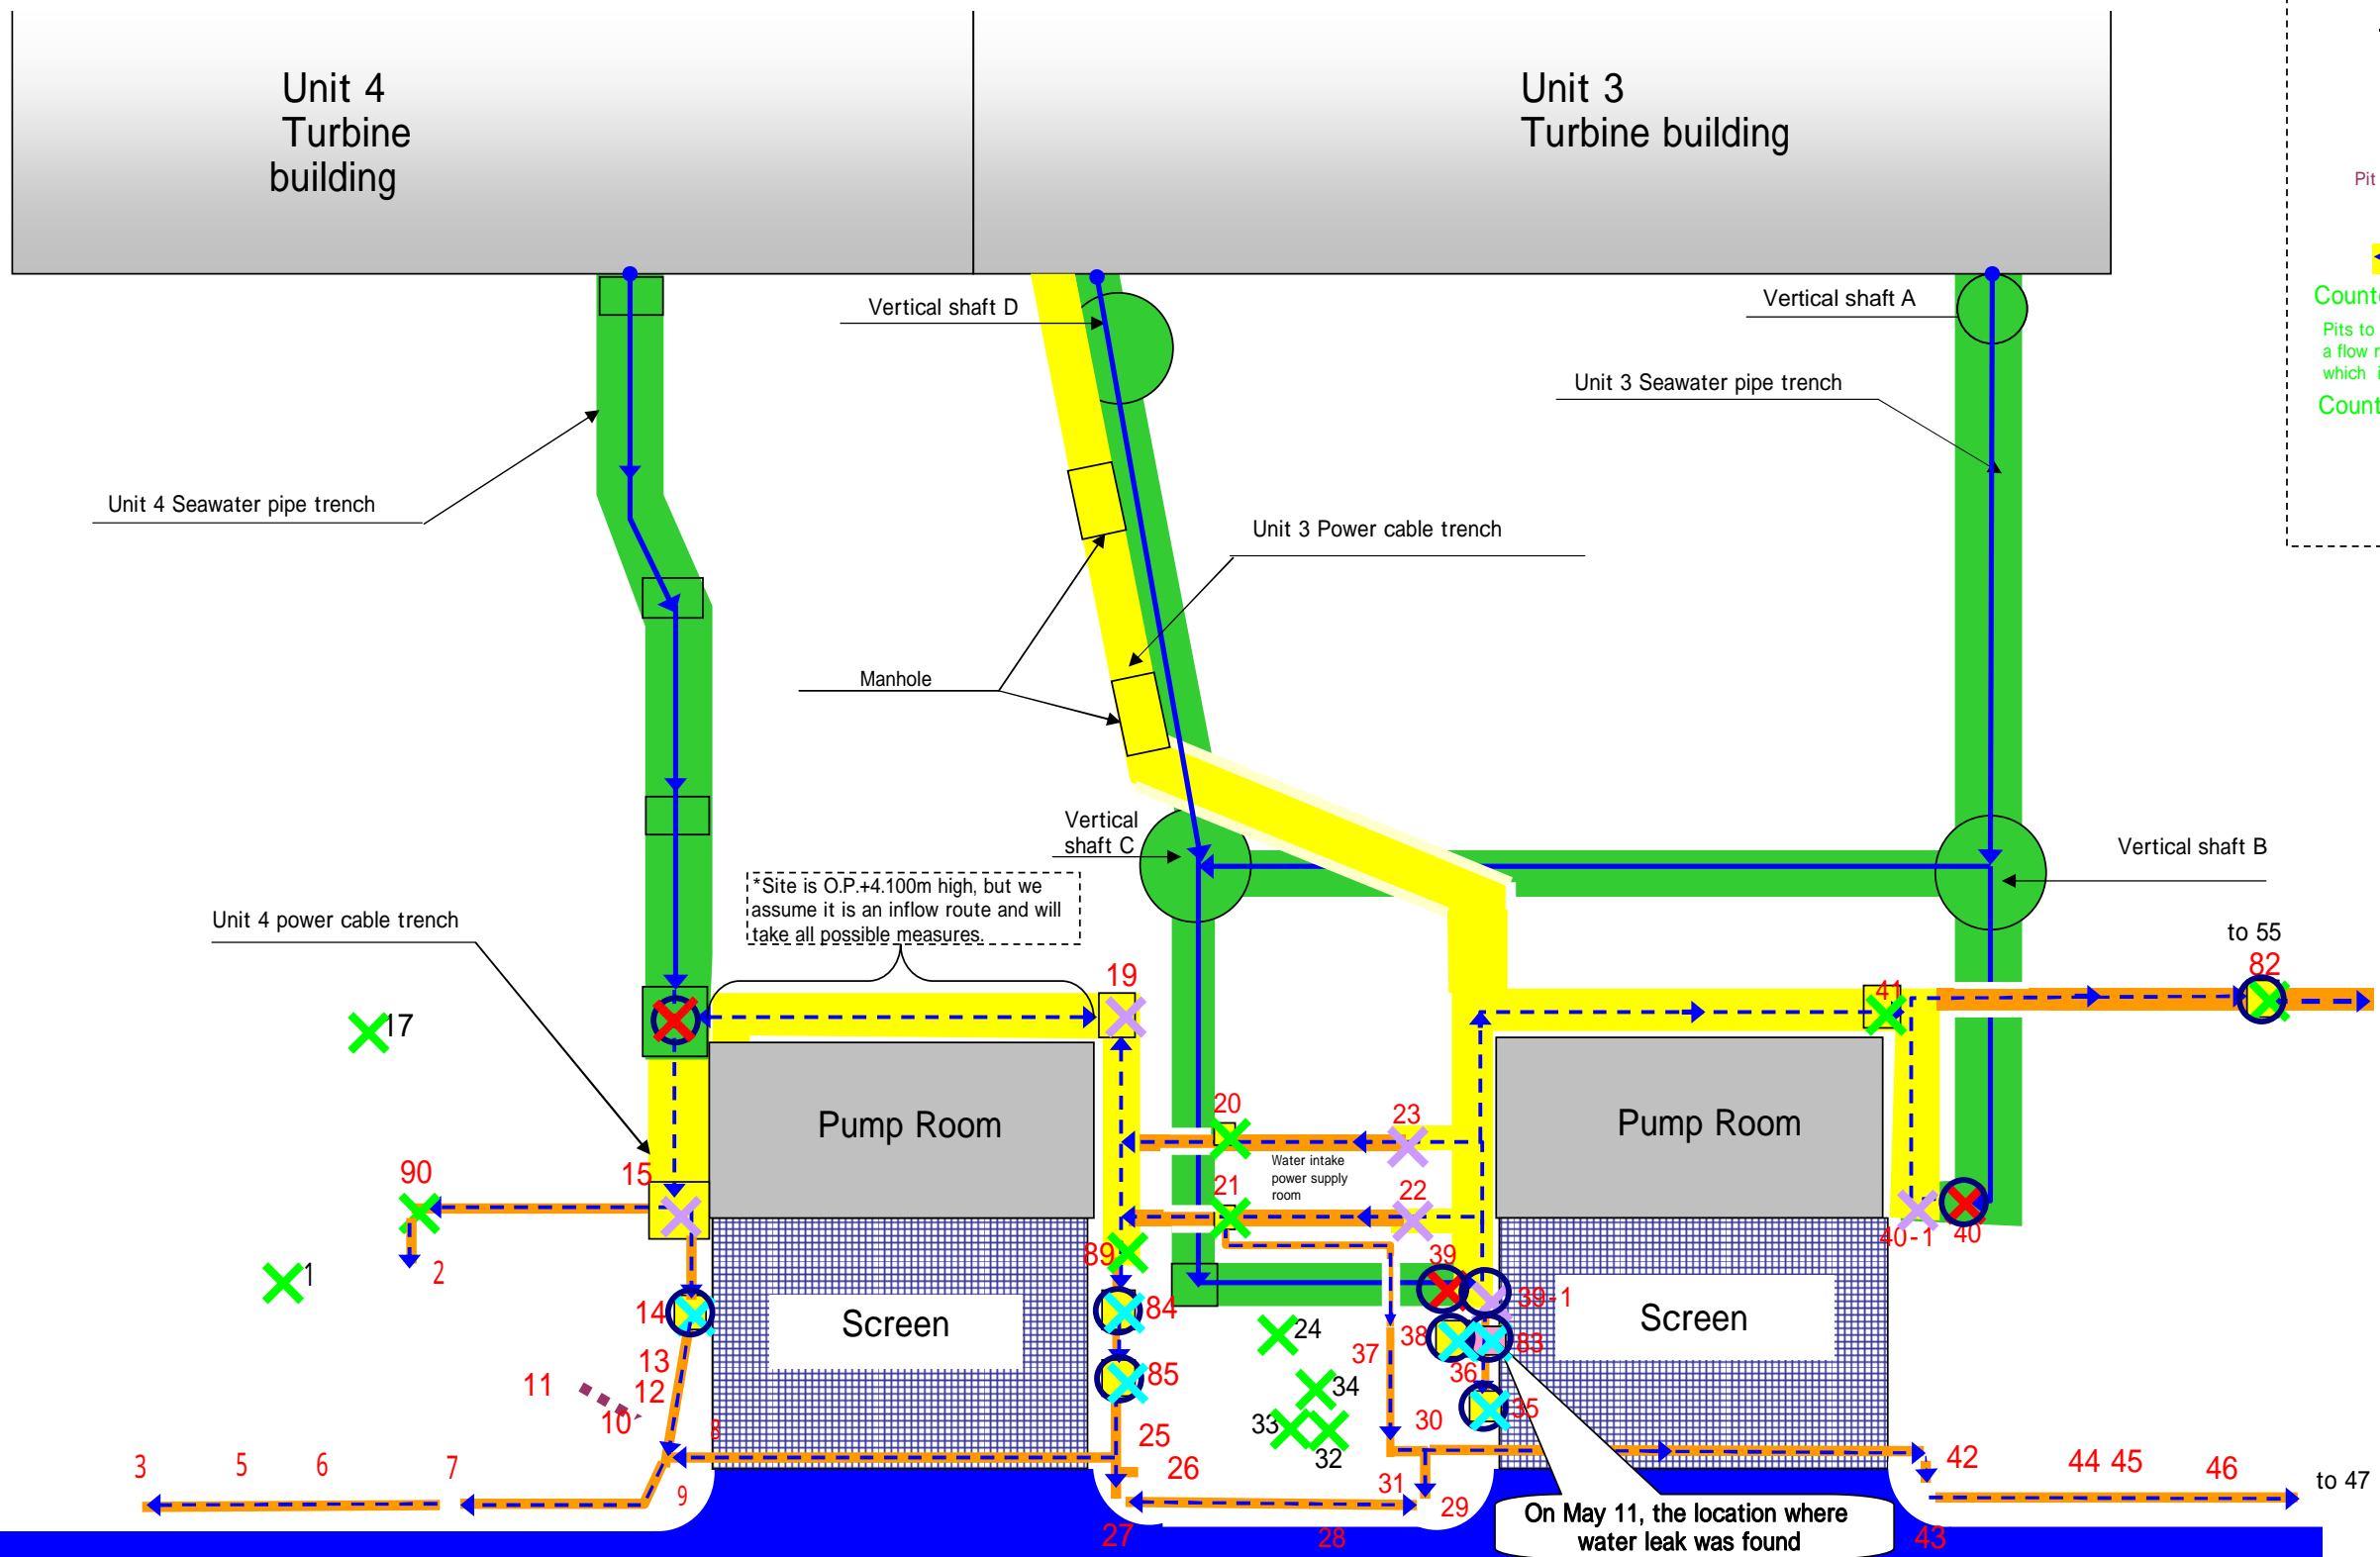 Unit 4
Turbine
building
Unit 3
Turbine building
Pit
Vertical shaft D
Vertical shaft A
Pits to
a flow
which
Unit 3 Seawater pipe trench
Unit 4 Seawater pipe trench
Unit 3 Power cable trench
Manhole
Vertical
shaft C
Vertical shaft B
*Site is O.P.+4.100m high, but we
assume it is an inflow route and will
take all possible measures.
Unit 4 power cable trench
to 55
82
19
41
17
Pump Room
Pump Room
20
23
Water intake
power supply
room
90
15
21
22
40-1
40
89
39
2
1
39-1
14
84
Screen
Screen
24
38
83
13
37
36
85
11
12
34
35
10
33
30
8
25
32
3
5
6
7
26
42
44 45
46
9
31
29
to 47
On May 11, the location where
water leak was found
27
28
43